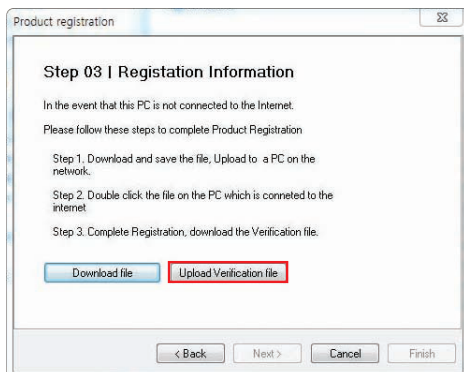 Product registration
Step 03 | Registation Information
In the event that this PC is not connected to the Internet.
Please follow these steps to complete Product Registration
Step 1. Download and save the file, Upload to a PC on the
network.
Step 2. Double click the file on the PC which is conneted to the
internet
Step 3. Complete Registration, download the Verification file.
Download file
Upload Verification file
< Back
Next >
Cancel
Finish